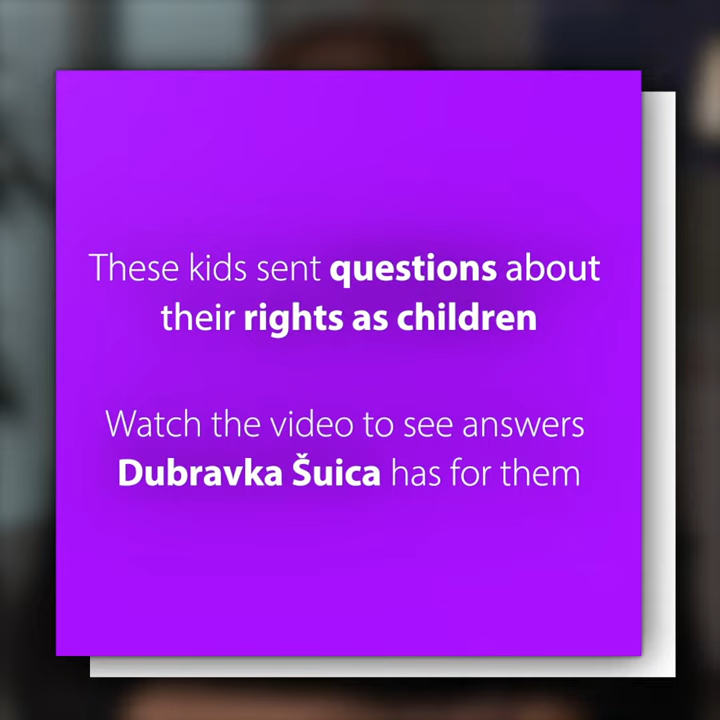 These kids sent questions about
their rights as children
Watch the video to see answers
Dubravka Šuica has for them